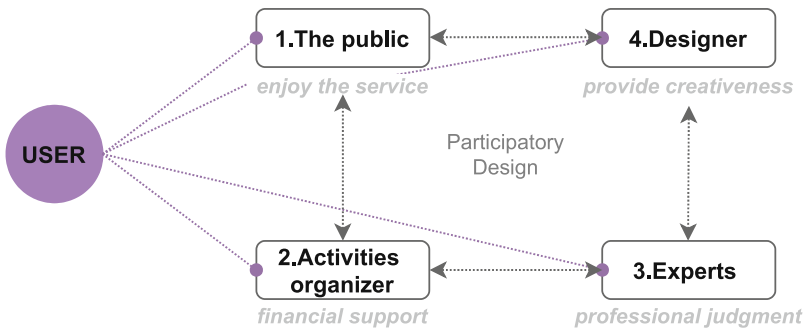 1.The public
4.Designer
enjoy the service
provide creativeness
USER
Participatory
Design
2.Activities
organizer
3.Experts
financial support
professional judgment